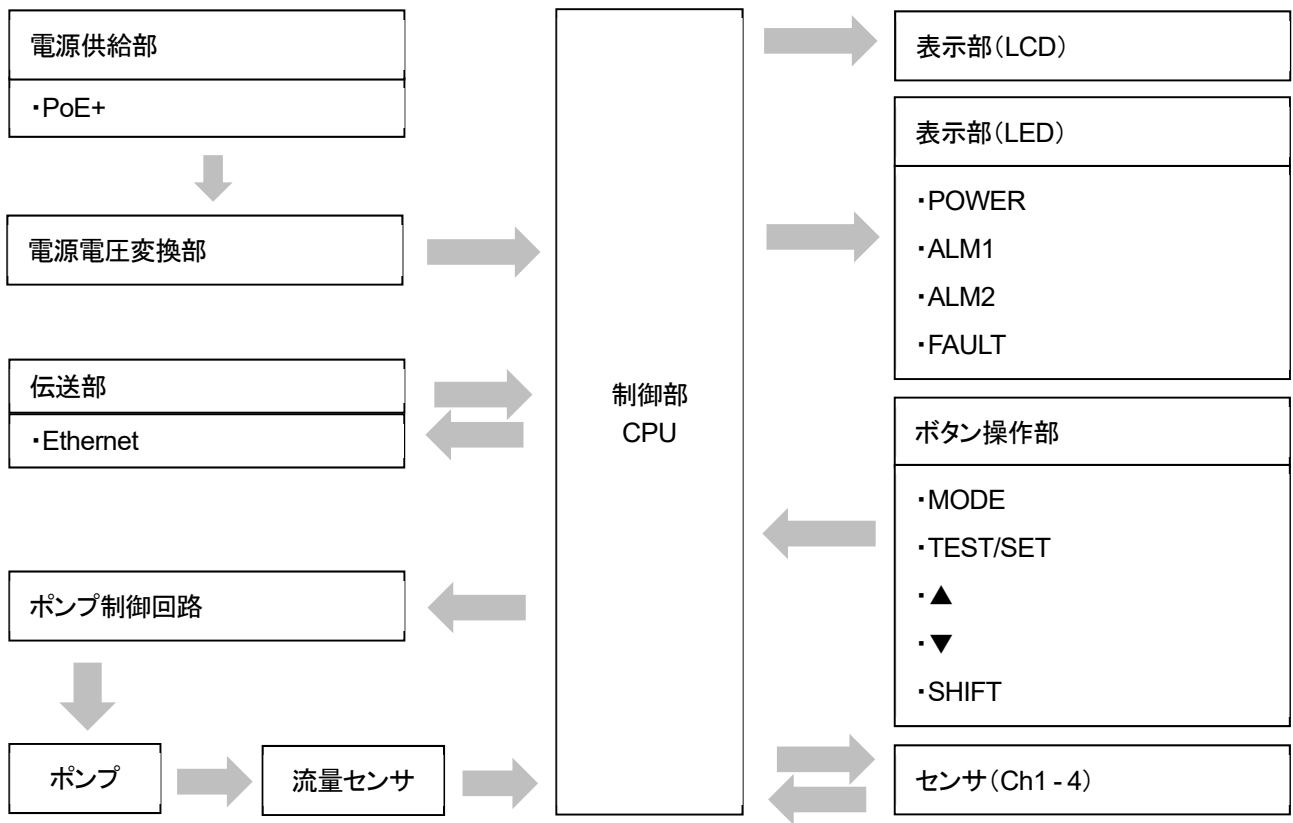 電源供給部
・PoE+
電源電圧変換部
伝送部
・Ethernet
ポンプ制御回路
ポンプ
流量センサ
制御部
CPU
表示部(LCD)
表示部(LED)
・POWER
・ALM1
・ALM2
・FAULT
ボタン操作部
・MODE
・TEST/SET
・▲
・▼
・SHIFT
センサ(Ch1 - 4)